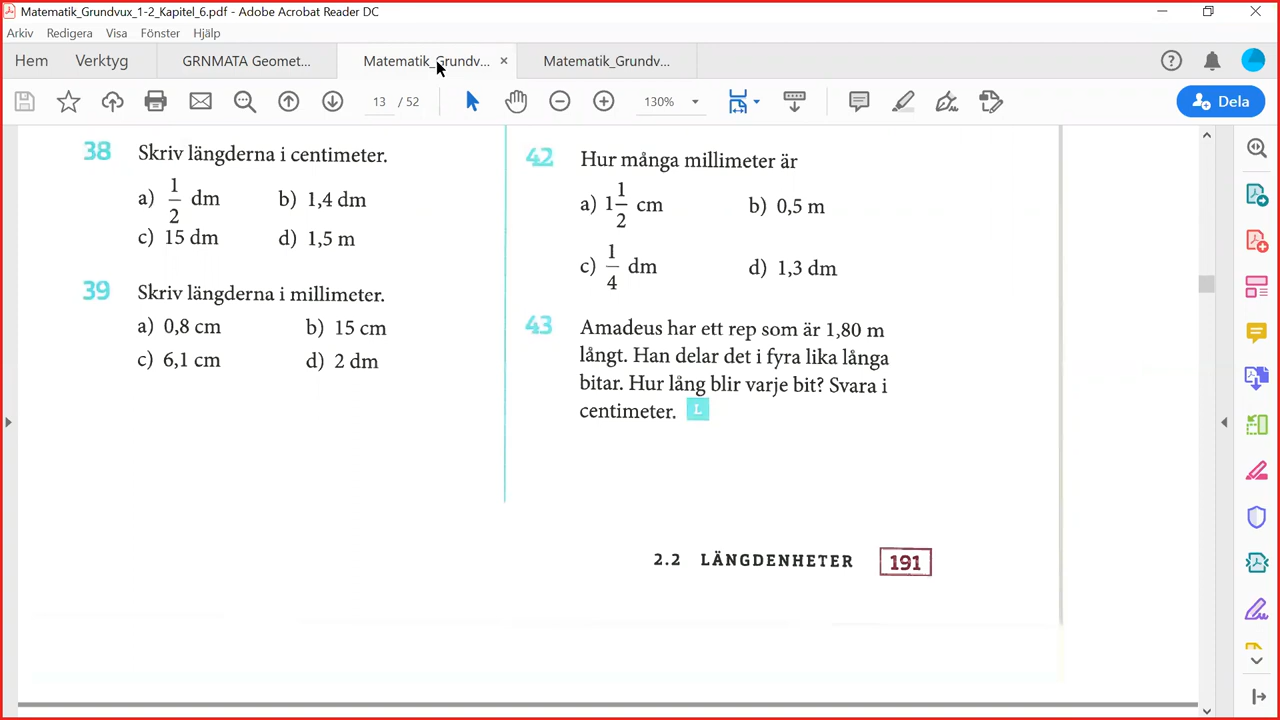 Matematik_Grundvux_1-2_Kapitel_6.pdf - Adobe Acrobat Reader DC
Arkiv Redigera Visa Fönster Hjälp
Hem Verktyg GRNMATA Geomet... Matematik_Grundv... × Matematik_Grundv...
13 / 52 130% Dela
38 Skriv längderna i centimeter.
a) 1/2 dm b) 1,4 dm
c) 15 dm d) 1,5 m
39 Skriv längderna i millimeter.
a) 0,8 cm b) 15 cm
c) 6,1 cm d) 2 dm
42 Hur många millimeter är
a) 1 1/2 cm b) 0,5 m
c) 1/4 dm d) 1,3 dm
43 Amadeus har ett rep som är 1,80 m
långt. Han delar det i fyra lika långa
bitar. Hur lång blir varje bit? Svara i
centimeter. L
2.2 LÄNGDENHETER 191